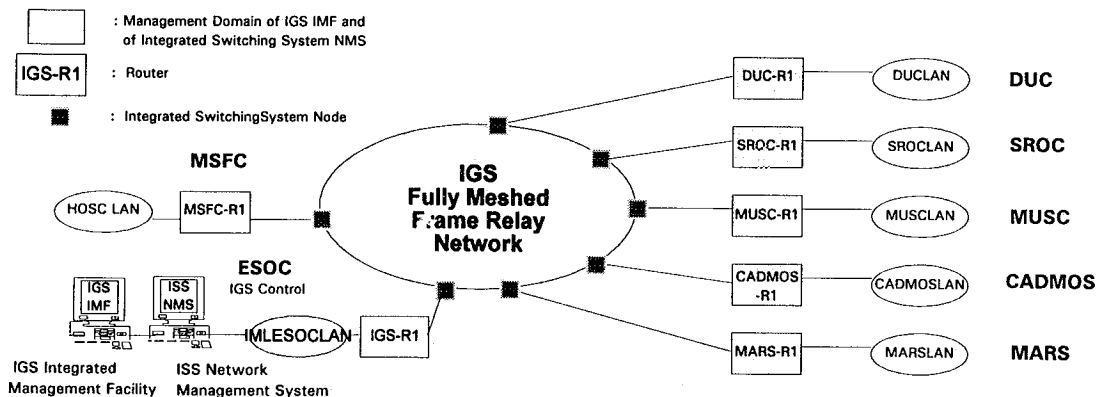 : Management Domain of IGS IMF and
of Integrated Switching System NMS
IGS-R1
: Router
: Integrated SwitchingSystem Node
MSFC
HOSC LAN
MSFC-R1
IGS
Fully Meshed
Frame Relay
Network
DUC-R1
DUCLAN
DUC
SROC-R1
SROCLAN
SROC
MUSC-R1
MUSCLAN
MUSC
CADMOS
-R1
CADMOSLAN
CADMOS
MARS-R1
MARSLAN
MARS
ESOC
IGS Control
IGS
IMF
ISS
NMS
IMLESOCLAN
IGS-R1
IGS Integrated
Management Facility
ISS Network
Management System